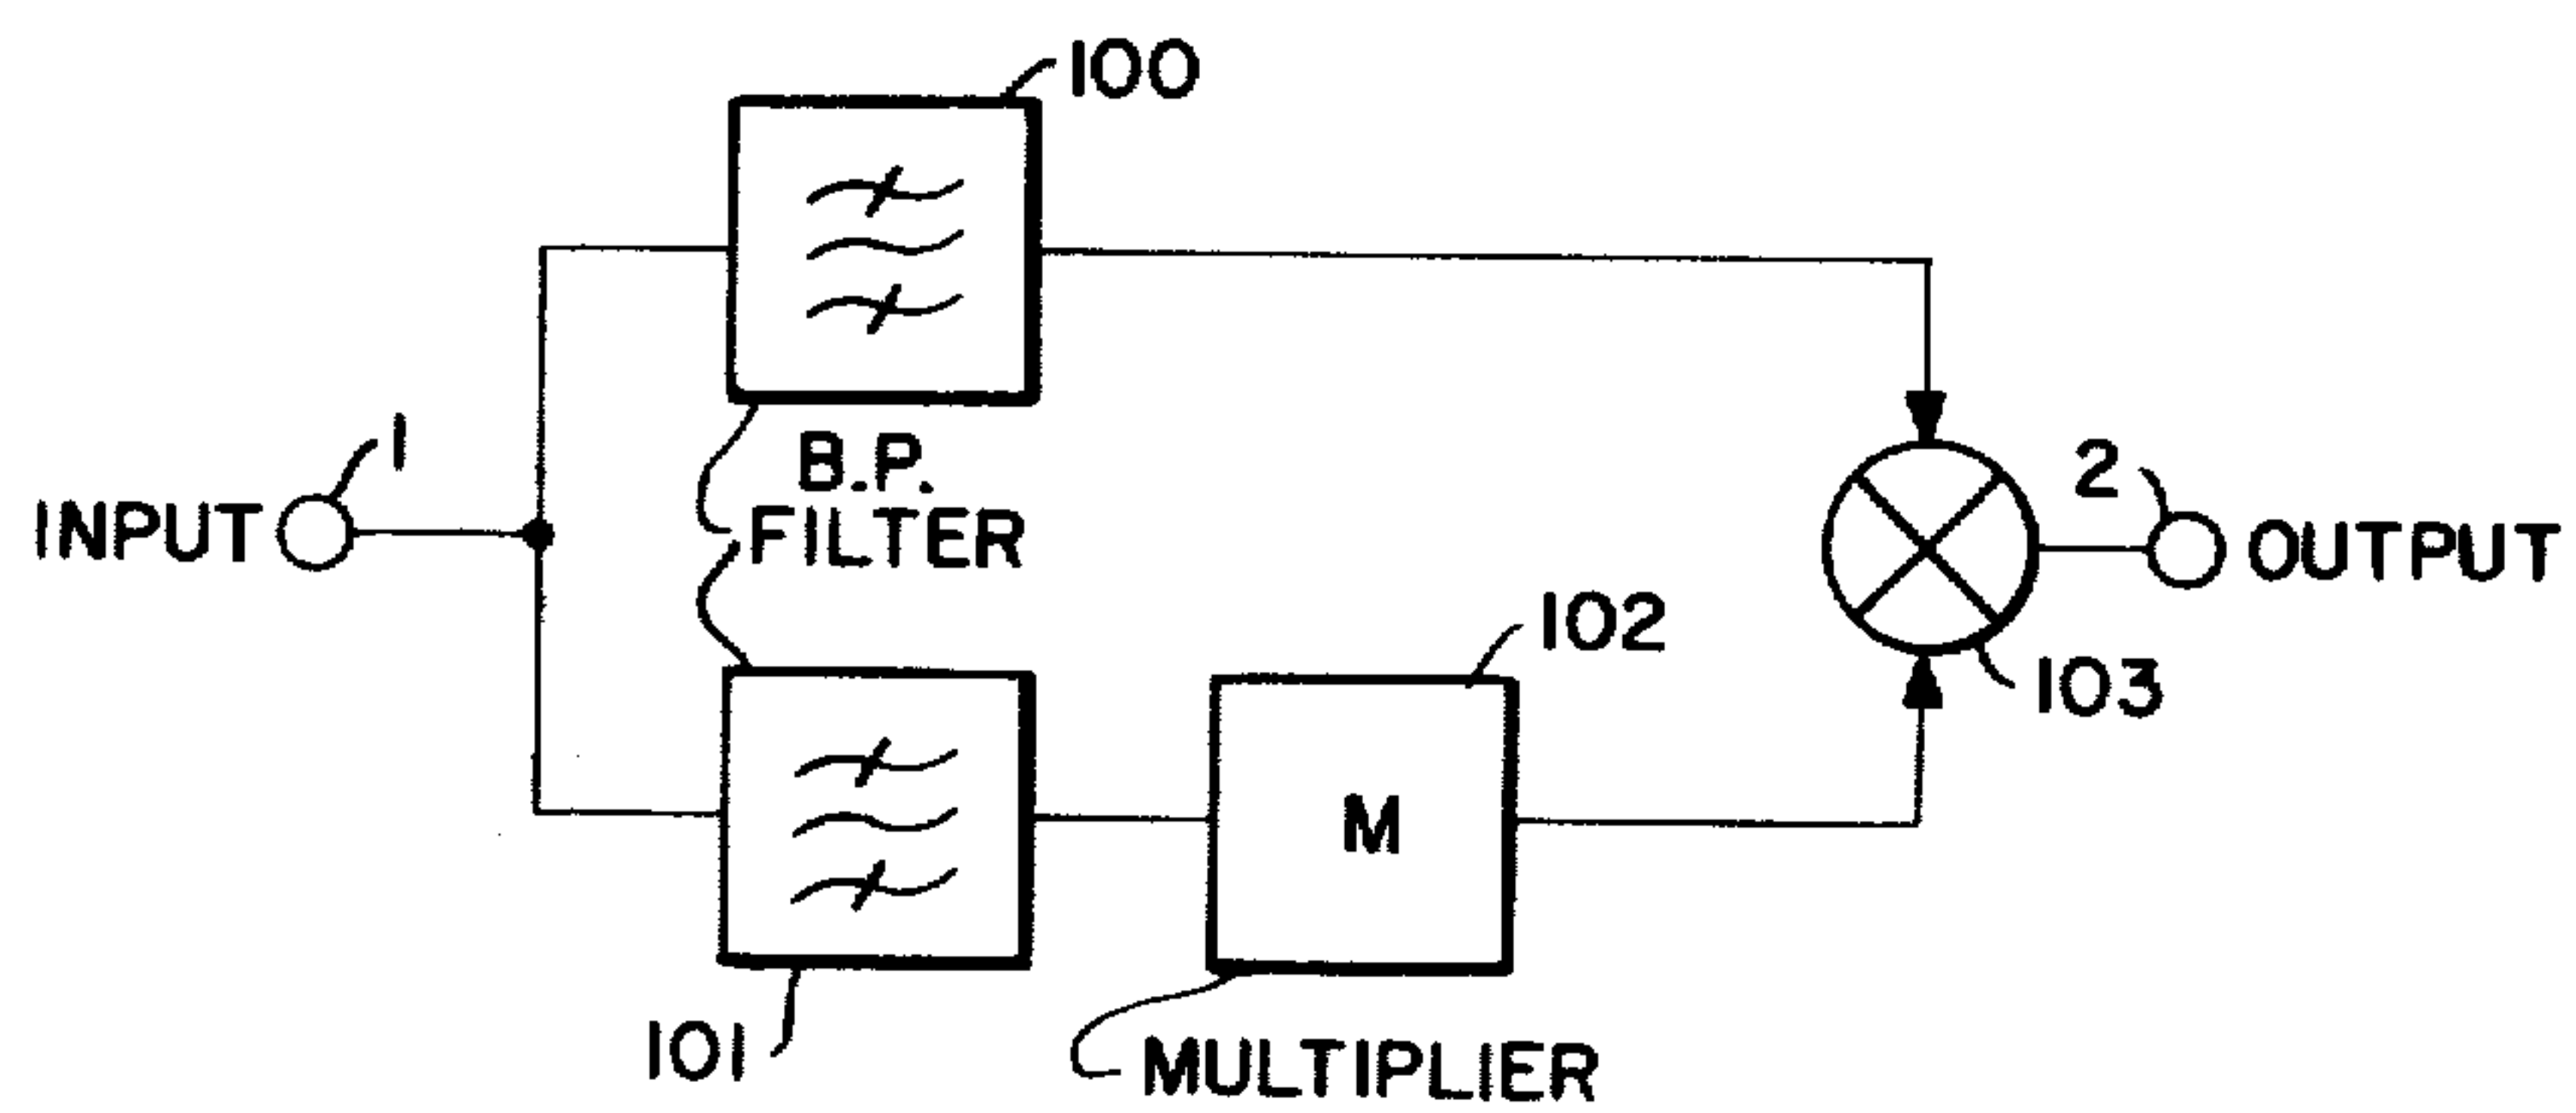 100
1
B.P.
INPUT
FILTER
2
OUTPUT
102
103
M
101
MULTIPLIER